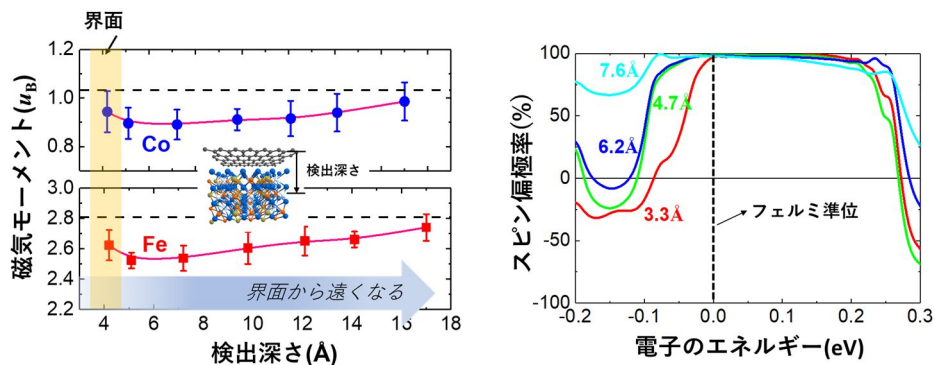 界面
磁気モーメント(uB)
1.2
1.0
0.8
Co
検出深さ
3.0
2.8
2.6
2.4
2.2
Fe
界面から遠くなる
4 6 8 10 12 14 16 18
検出深さ(Å)
スピン偏極率(%)
100
50
0
-50
-100
7.6Å
4.7Å
6.2Å
3.3Å
フェルミ準位
-0.2 -0.1 0.0 0.1 0.2 0.3
電子のエネルギー(eV)